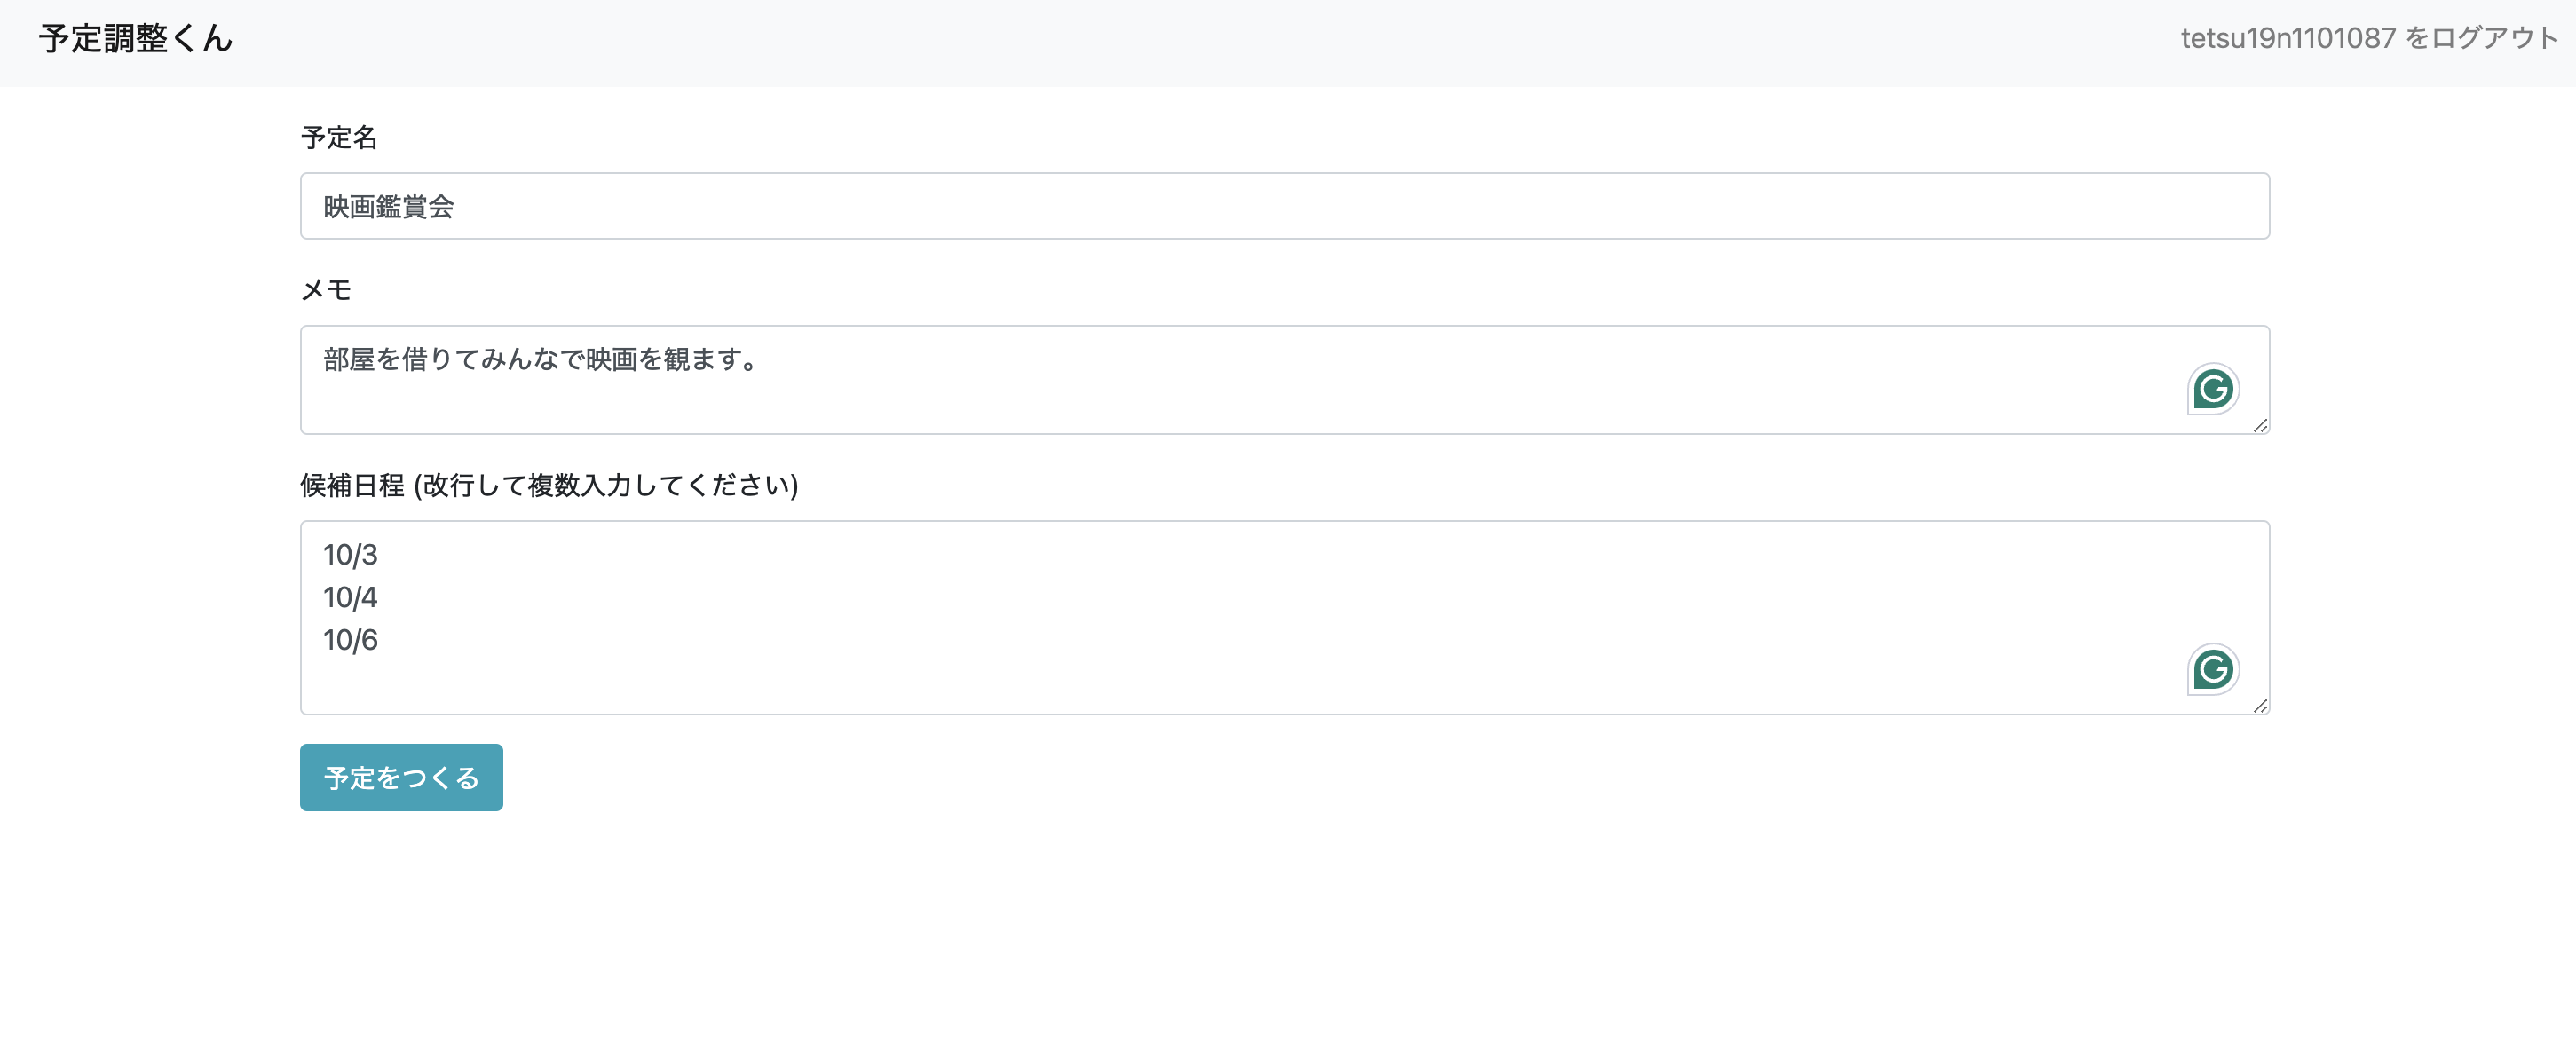 予定調整くん
tetsu19n1101087 をログアウト
予定名
映画鑑賞会
メモ
部屋を借りてみんなで映画を観ます。
候補日程 (改行して複数入力してください)
10/3
10/4
10/6
予定をつくる